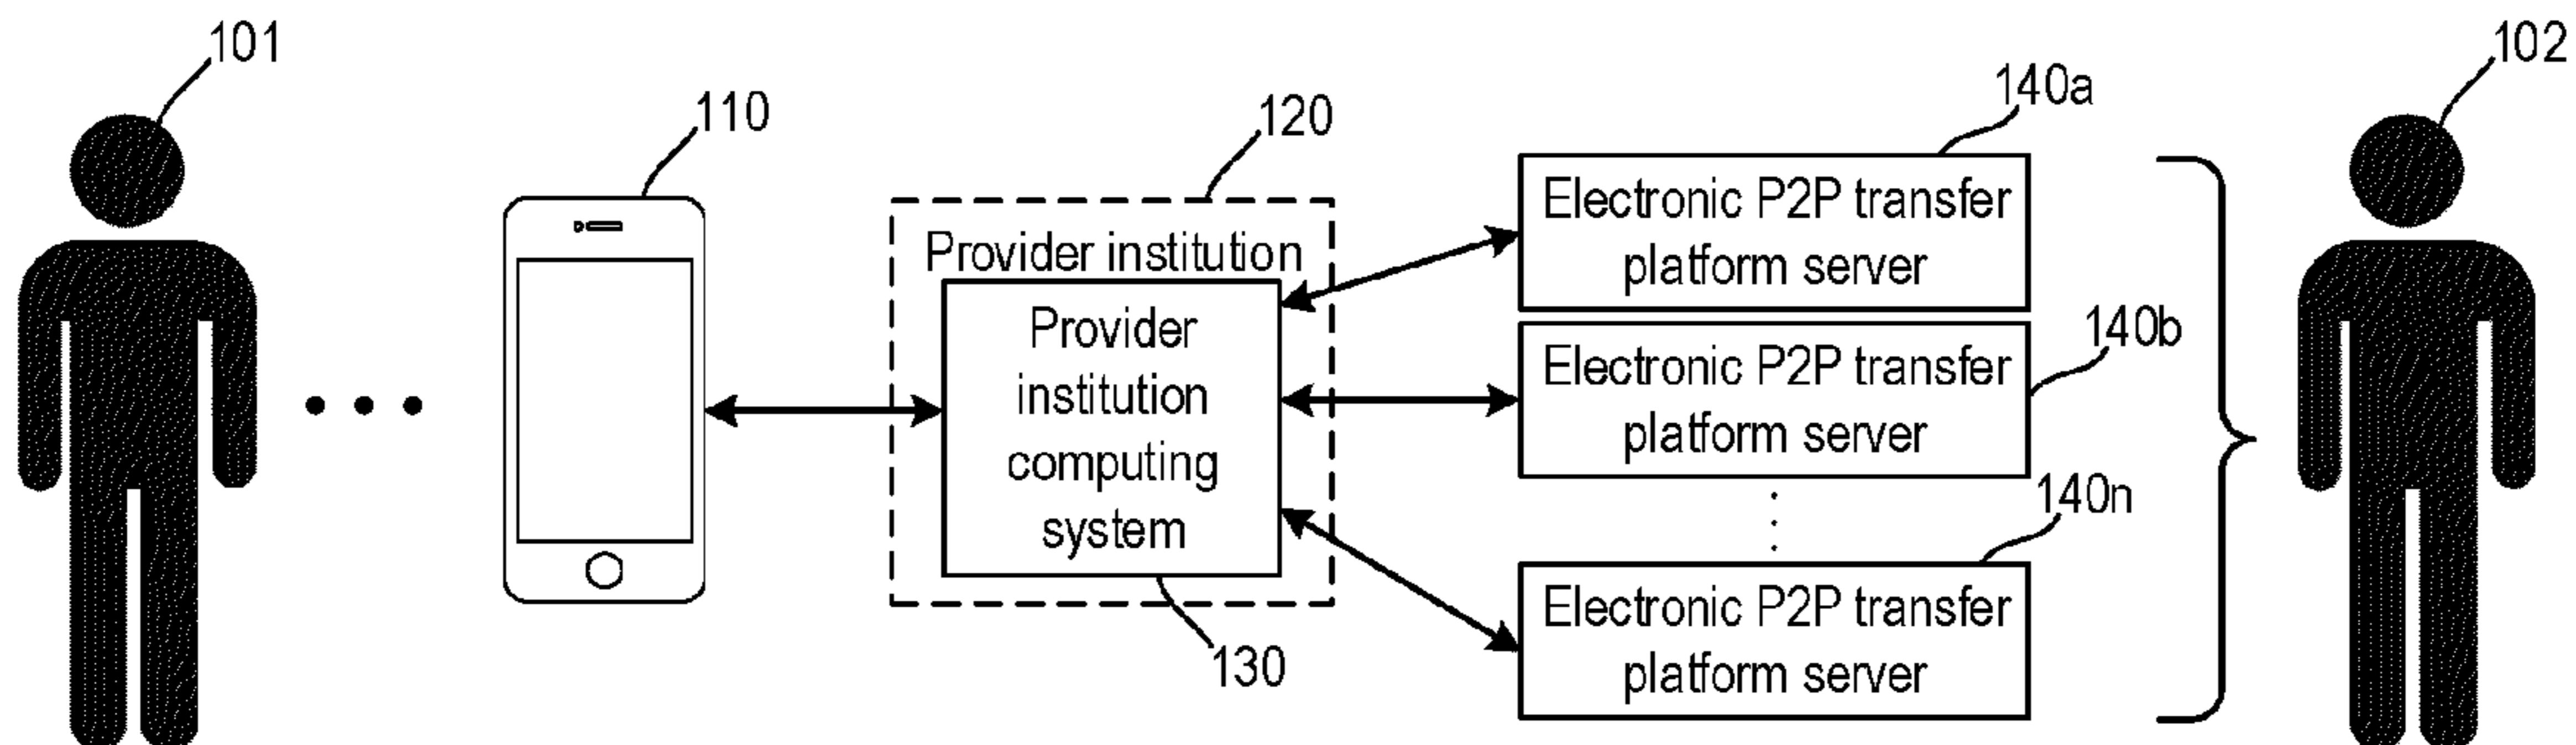 101
110
120
140a
102
Provider institution
Provider
institution
computing
system
130
Electronic P2P transfer
platform server
140b
Electronic P2P transfer
platform server
140n
Electronic P2P transfer
platform server